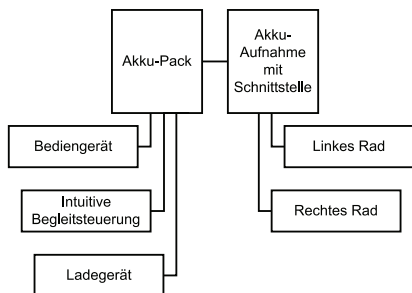 Akku-Pack
Akku-
Aufnahme
mit
Schnittstelle
Bediengerät
Linkes Rad
Intuitive
Begleitsteuerung
Rechtes Rad
Ladegerät